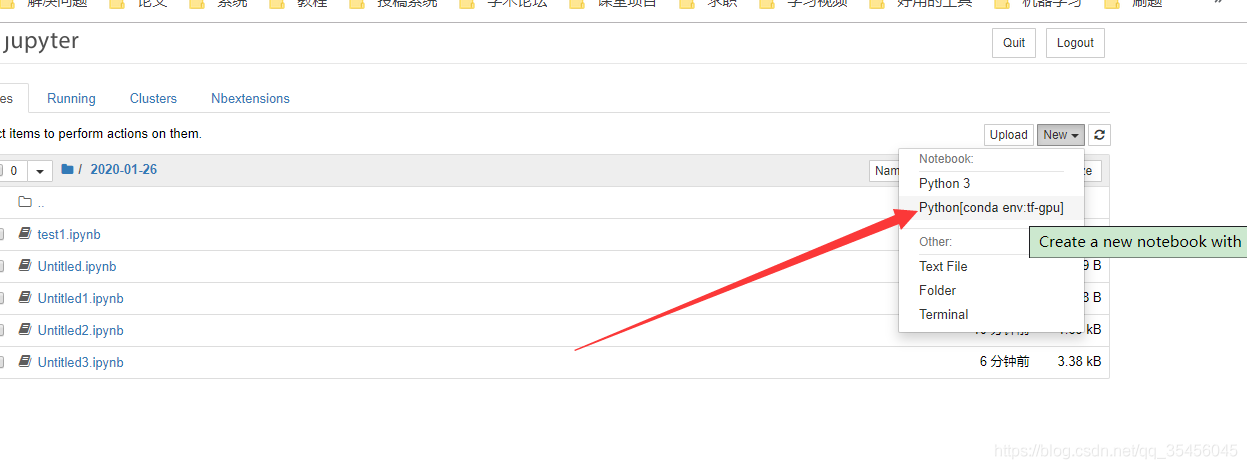 解决问题 论文 系统 教程 投稿系统 学术论坛 课堂项目 求职 学习视频 好用的工具 机器学习 刷题 »
jupyter Quit Logout
es Running Clusters Nbextensions
ct items to perform actions on them. Upload New
0 / 2020-01-26 Nam ze
Notebook:
Python 3
Python[conda env:tf-gpu]
Other:
Create a new notebook with
Text File
Folder
Terminal
..
test1.ipynb
Untitled.ipynb 9 B
Untitled1.ipynb 3 B
Untitled2.ipynb kB
Untitled3.ipynb 6 分钟前 3.38 kB
https://blog.csdn.net/qq_35456045